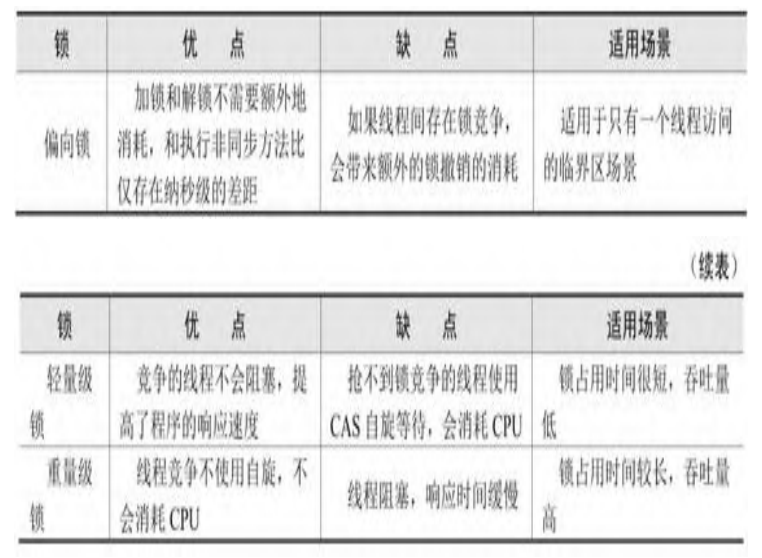 锁 优 点 缺 点 适用场景
偏向锁 加锁和解锁不需要额外地消耗，和执行非同步方法比仅存在纳秒级的差距 如果线程间存在锁竞争，会带来额外的锁撤销的消耗 适用于只有一个线程访问的临界区场景
（续表）
锁 优 点 缺 点 适用场景
轻量级锁 竞争的线程不会阻塞，提高了程序的响应速度 抢不到锁竞争的线程使用 CAS 自旋等待，会消耗 CPU 锁占用时间很短，吞吐量低
重量级锁 线程竞争不使用自旋，不会消耗 CPU 线程阻塞，响应时间缓慢 锁占用时间较长，吞吐量高